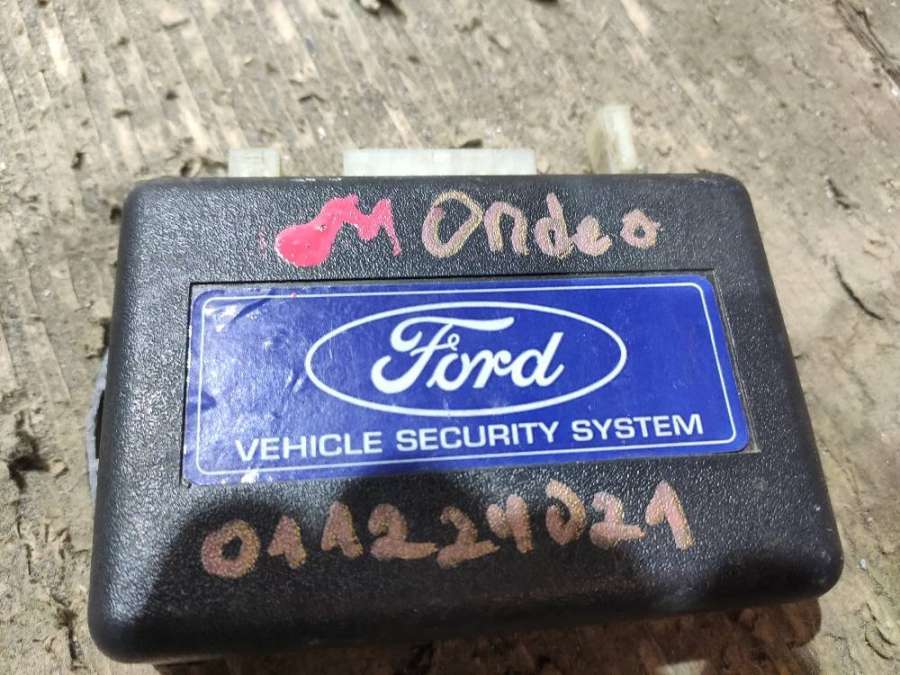 Mondeo
Ford
VEHICLE SECURITY SYSTEM
011224021